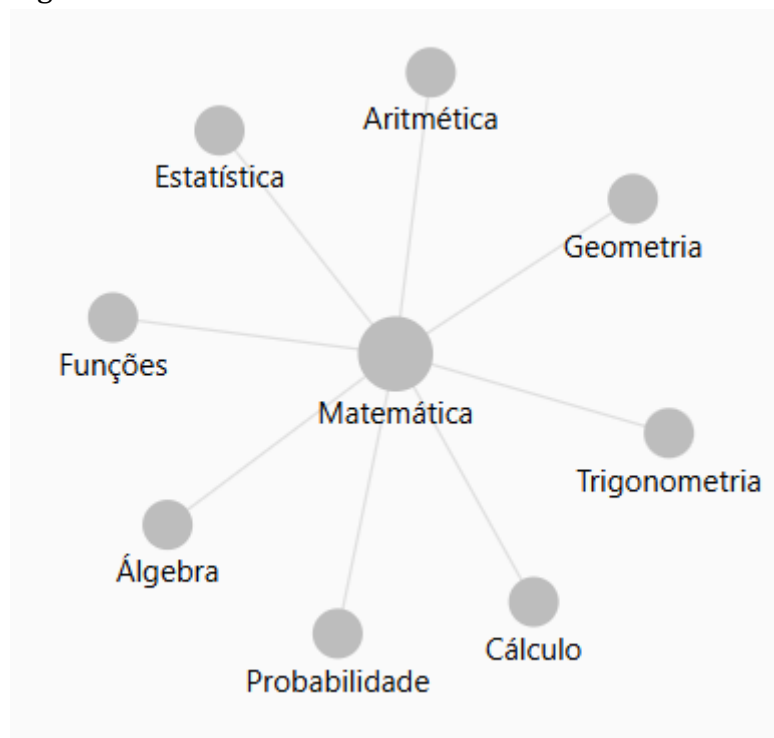 Aritmética
Estatística
Geometria
Funções
Matemática
Trigonometria
Álgebra
Cálculo
Probabilidade